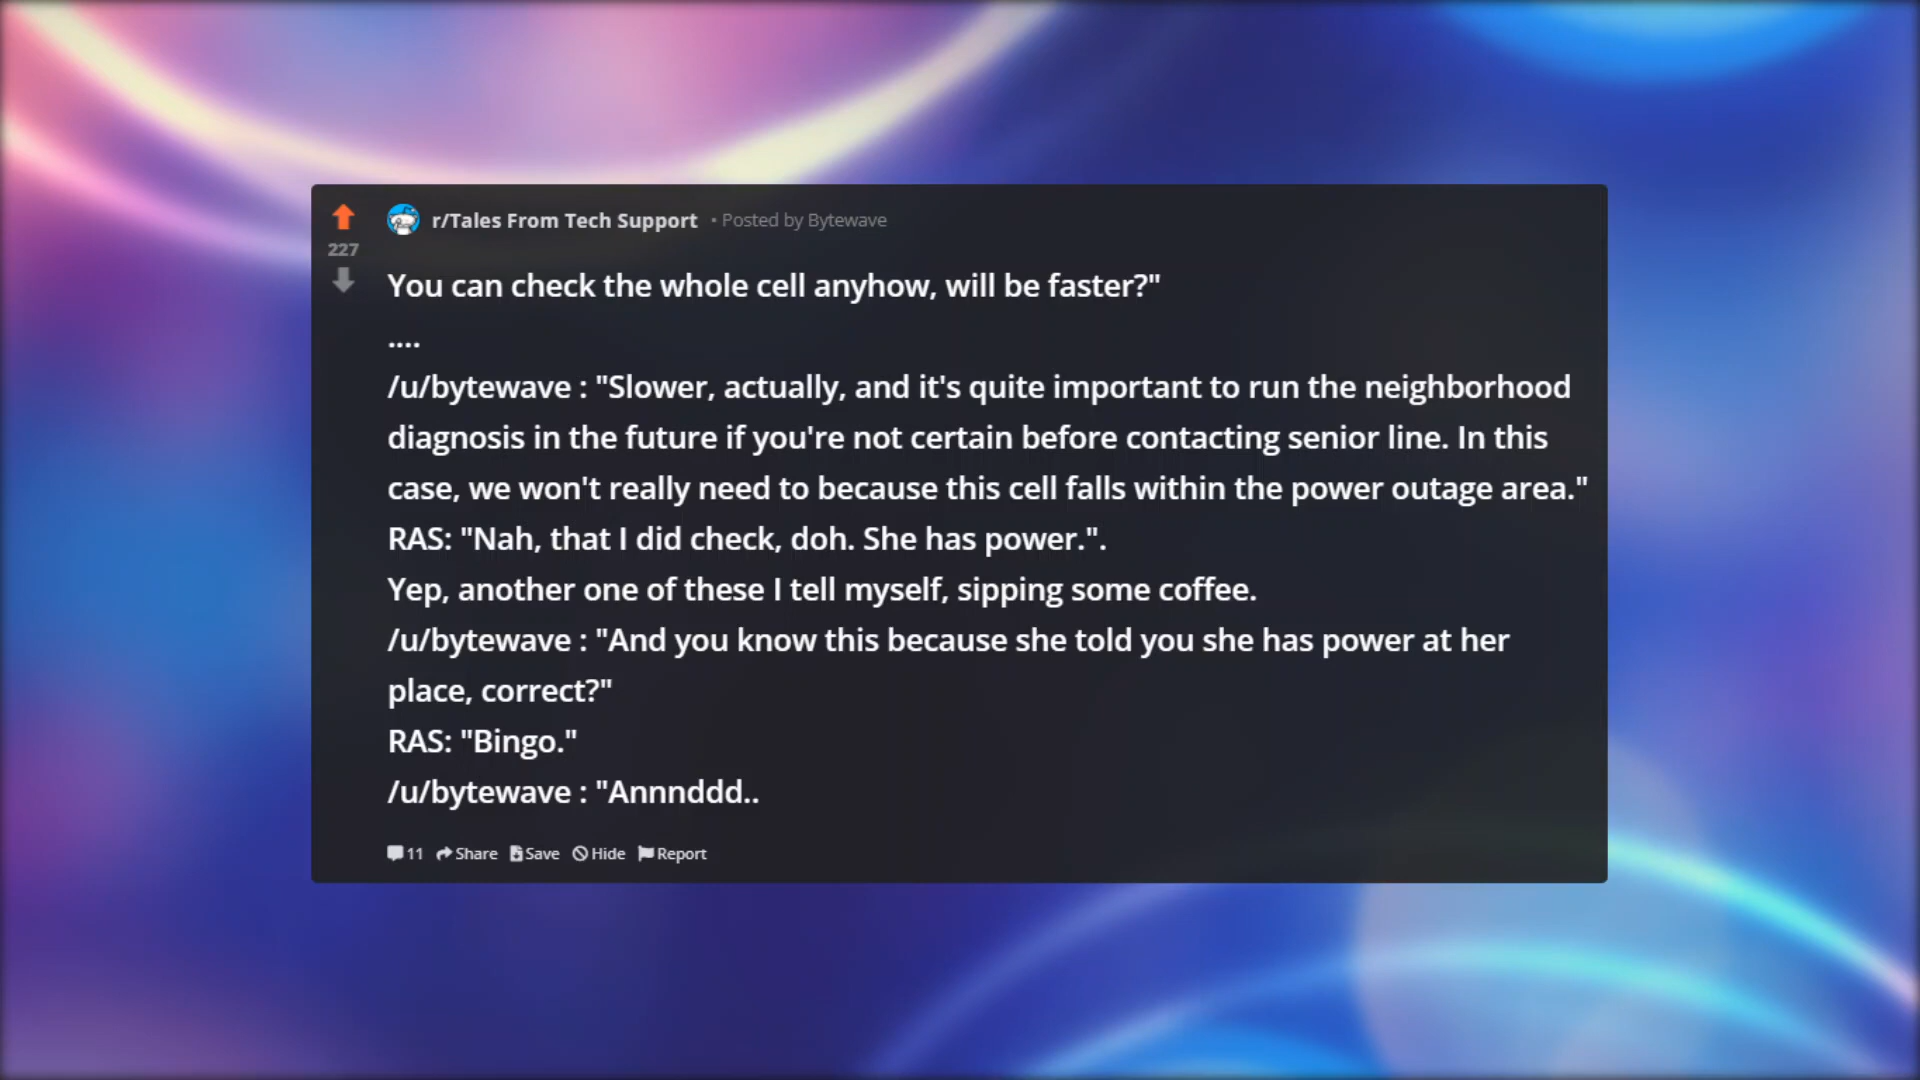 r/Tales From Tech Support • Posted by Bytewave
227
You can check the whole cell anyhow, will be faster?"
....
/u/bytewave : "Slower, actually, and it's quite important to run the neighborhood
diagnosis in the future if you're not certain before contacting senior line. In this
case, we won't really need to because this cell falls within the power outage area."
RAS: "Nah, that I did check, doh. She has power.".
Yep, another one of these I tell myself, sipping some coffee.
/u/bytewave : "And you know this because she told you she has power at her
place, correct?"
RAS: "Bingo."
/u/bytewave : "Annnddd..
11 Share Save Hide Report